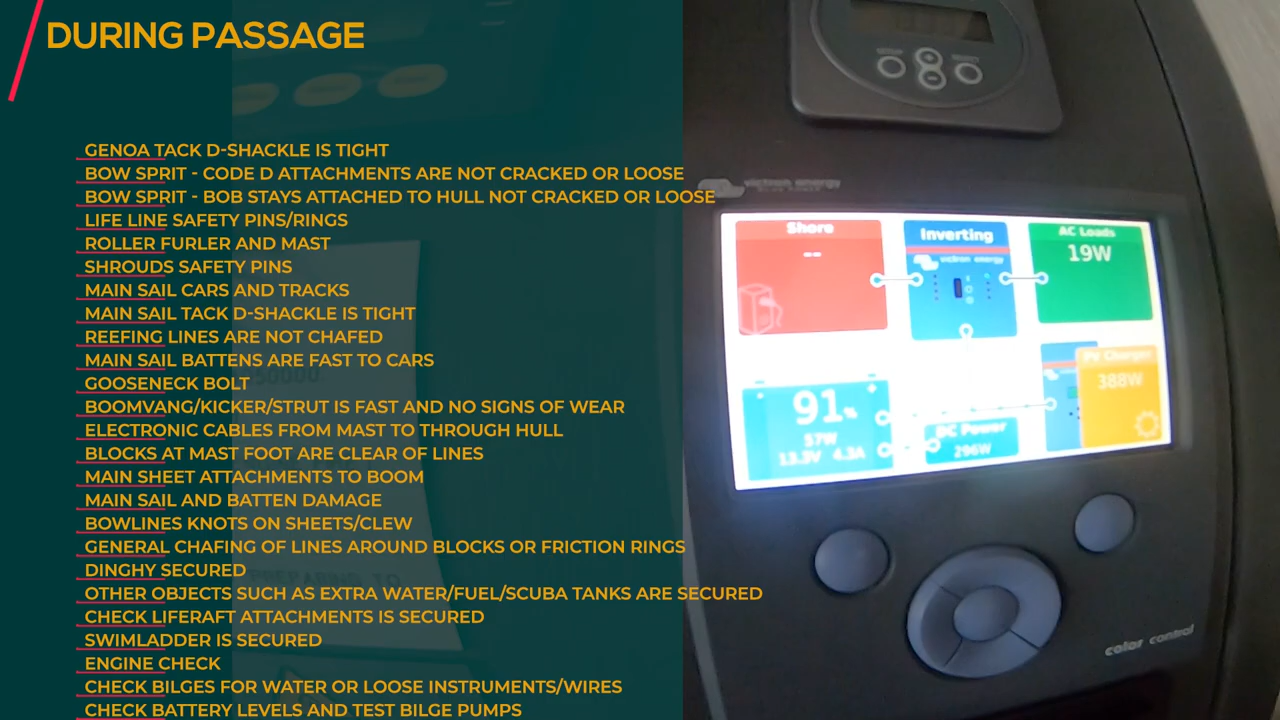 DURING PASSAGE
GENOA TACK D-SHACKLE IS TIGHT
BOW SPRIT - CODE D ATTACHMENTS ARE NOT CRACKED OR LOOSE
BOW SPRIT - BOB STAYS ATTACHED TO HULL NOT CRACKED OR LOOSE
LIFE LINE SAFETY PINS/RINGS
ROLLER FURLER AND MAST
SHROUDS SAFETY PINS
MAIN SAIL CARS AND TRACKS
MAIN SAIL TACK D-SHACKLE IS TIGHT
REEFING LINES ARE NOT CHAFED
MAIN SAIL BATTENS ARE FAST TO CARS
GOOSENECK BOLT
BOOMVANG/KICKER/STRUT IS FAST AND NO SIGNS OF WEAR
ELECTRONIC CABLES FROM MAST TO THROUGH HULL
BLOCKS AT MAST FOOT ARE CLEAR OF LINES
MAIN SHEET ATTACHMENTS TO BOOM
MAIN SAIL AND BATTEN DAMAGE
BOWLINES KNOTS ON SHEETS/CLEW
GENERAL CHAFING OF LINES AROUND BLOCKS OR FRICTION RINGS
DINGHY SECURED
OTHER OBJECTS SUCH AS EXTRA WATER/FUEL/SCUBA TANKS ARE SECURED
CHECK LIFERAFT ATTACHMENTS IS SECURED
SWIMLADDER IS SECURED
ENGINE CHECK
CHECK BILGES FOR WATER OR LOOSE INSTRUMENTS/WIRES
CHECK BATTERY LEVELS AND TEST BILGE PUMPS
victron energy
Shore
--
Inverting
victron energy
AC Loads
19W
PV Charger
388W
91%
57W
13.3V 4.3A
DC Power
296W
color control
PREPARING TO